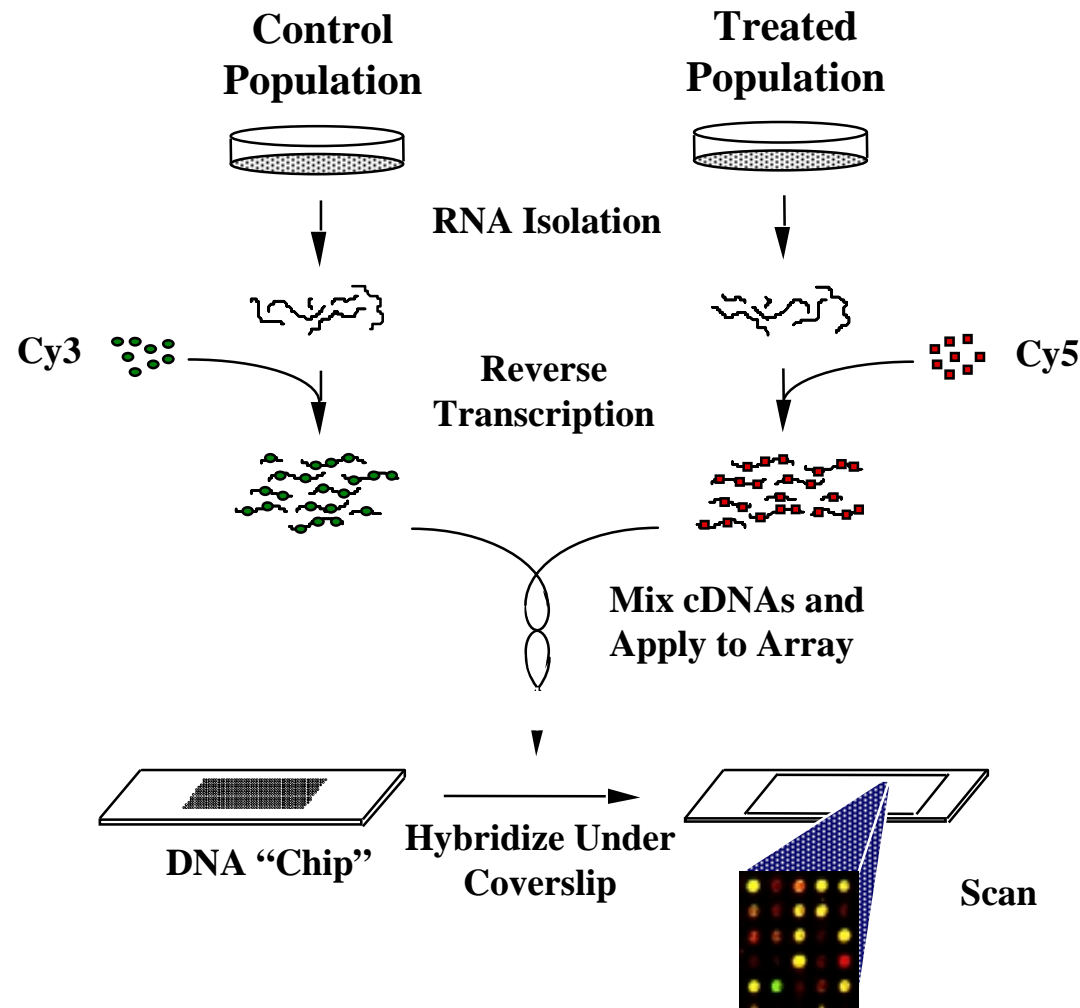 Control
Population
Treated
Population
RNA Isolation
Cy3
Reverse
Transcription
Cy5
Mix cDNAs and
Apply to Array
DNA “Chip”
Hybridize Under
Coverslip
Scan